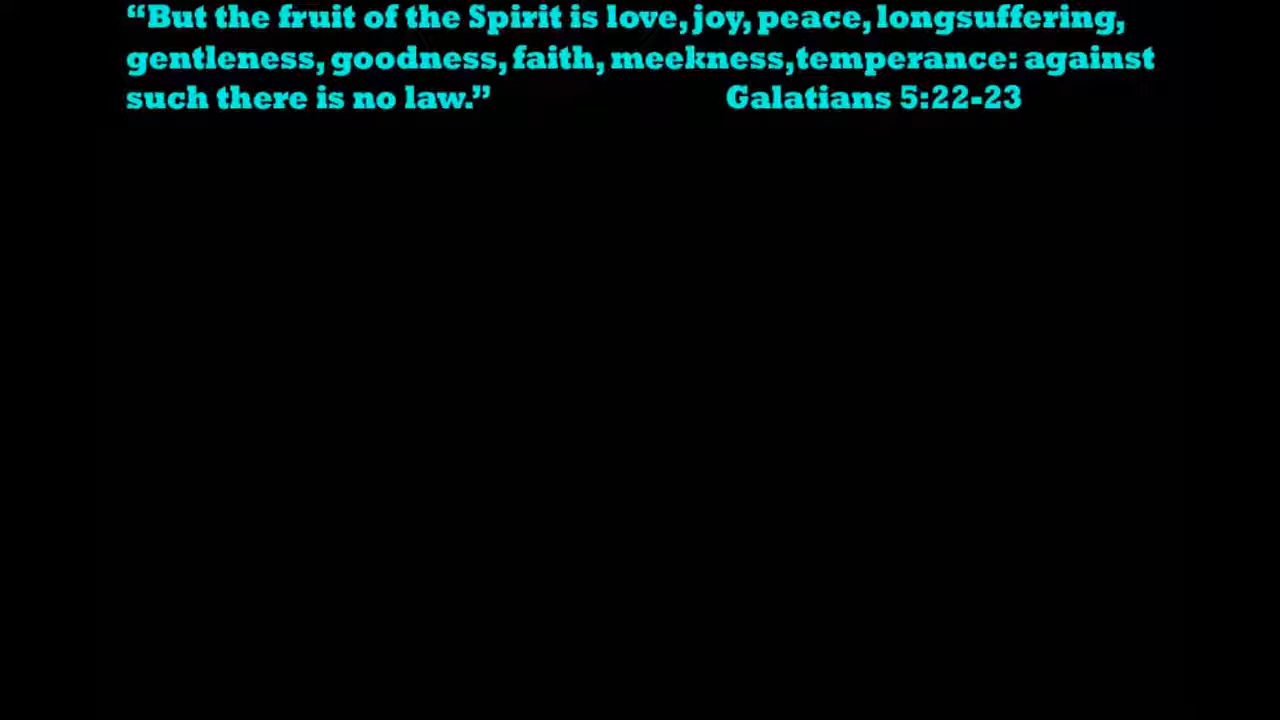 “But the fruit of the Spirit is love, joy, peace, longsuffering,
gentleness, goodness, faith, meekness,temperance: against
such there is no law.” Galatians 5:22-23